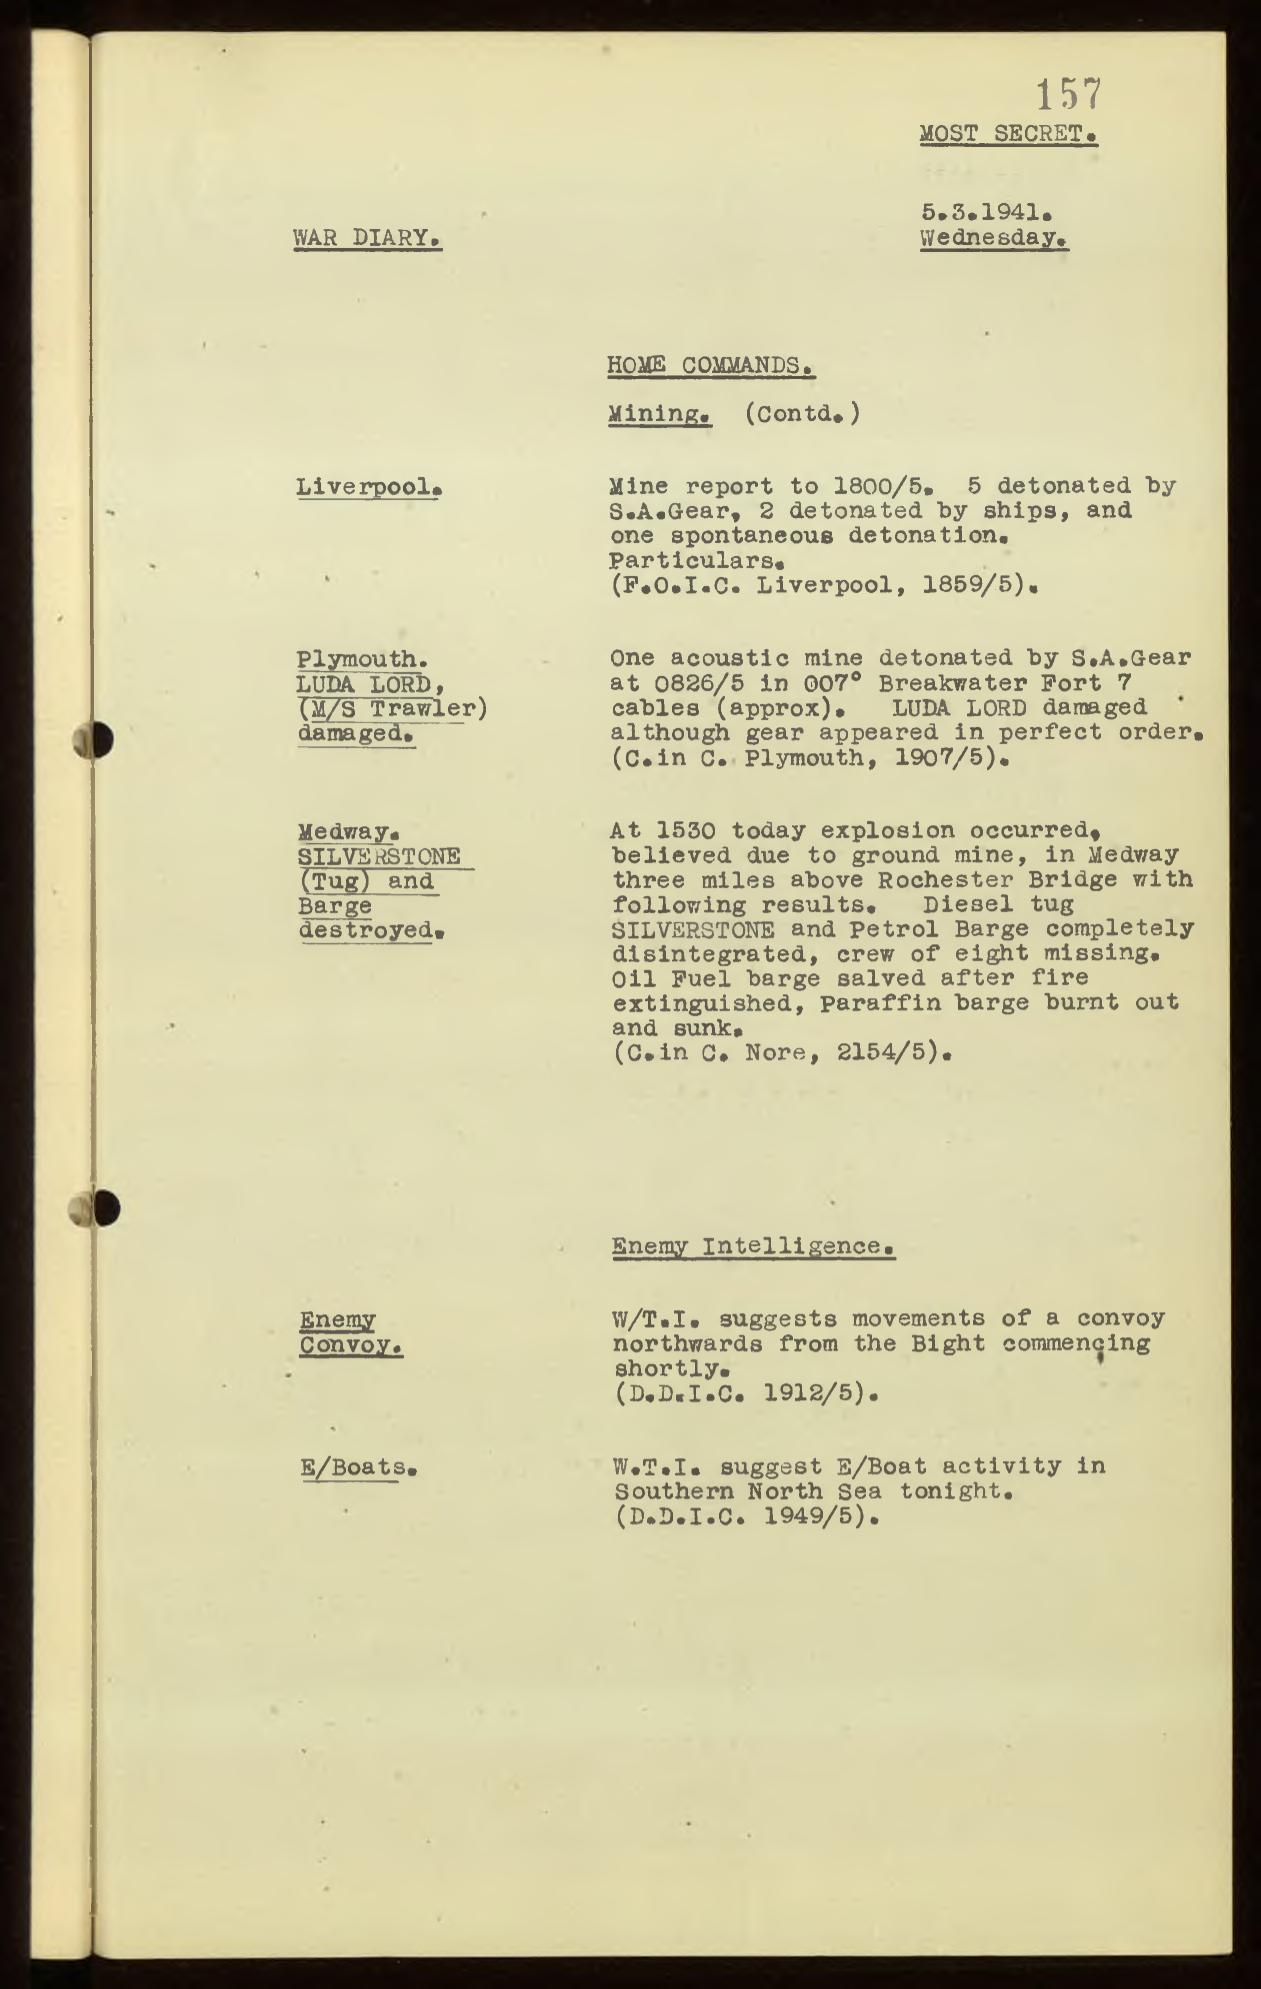 157
MOST SECRET.
5.3.1941.
WAR DIARY.
Wednesday.
HOME COMMANDS.
Mining. (Contd.)
Liverpool.
Mine report to 1800/5. 5 detonated by
S.A.Gear, 2 detonated by ships, and
one spontaneous detonation.
Particulars.
(F.O.I.C. Liverpool, 1859/5).
Plymouth.
LUDA LORD,
(M/S Trawler)
damaged.
One acoustic mine detonated by S.A.Gear
at 0826/5 in 007° Breakwater Fort 7
cables (approx). LUDA LORD damaged
although gear appeared in perfect order.
(C.in C. Plymouth, 1907/5).
Medway.
SILVERSTONE
(Tug) and
Barge
destroyed.
At 1530 today explosion occurred,
believed due to ground mine, in Medway
three miles above Rochester Bridge with
following results. Diesel tug
SILVERSTONE and Petrol Barge completely
disintegrated, crew of eight missing.
Oil Fuel barge salved after fire
extinguished, Paraffin barge burnt out
and sunk.
(C.in C. Nore, 2154/5).
Enemy Intelligence.
Enemy
Convoy.
W/T.I. suggests movements of a convoy
northwards from the Bight commencing
shortly.
(D.D.I.C. 1912/5).
E/Boats.
W.T.I. suggest E/Boat activity in
Southern North Sea tonight.
(D.D.I.C. 1949/5).